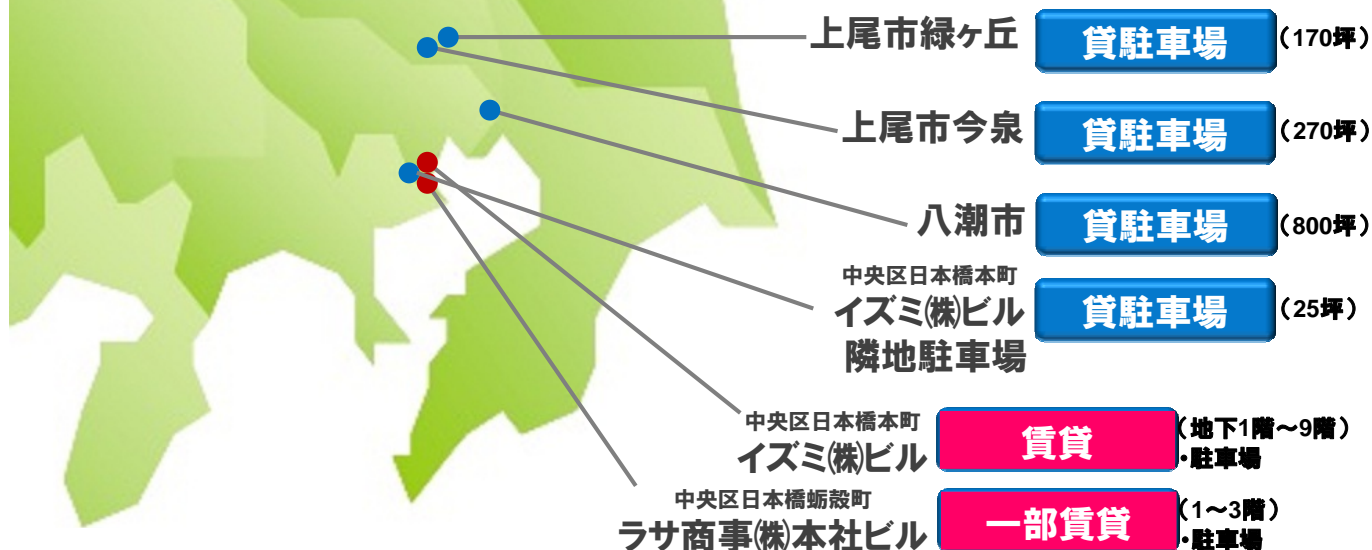 上尾市緑ヶ丘 貸駐車場 （170坪）
上尾市今泉 貸駐車場 （270坪）
八潮市 貸駐車場 （800坪）
中央区日本橋本町
イズミ㈱ビル 貸駐車場 （25坪）
隣地駐車場
中央区日本橋本町
イズミ㈱ビル 賃貸 （地下1階～9階）
・駐車場
中央区日本橋蛎殻町
ラサ商事㈱本社ビル 一部賃貸 （1～3階）
・駐車場